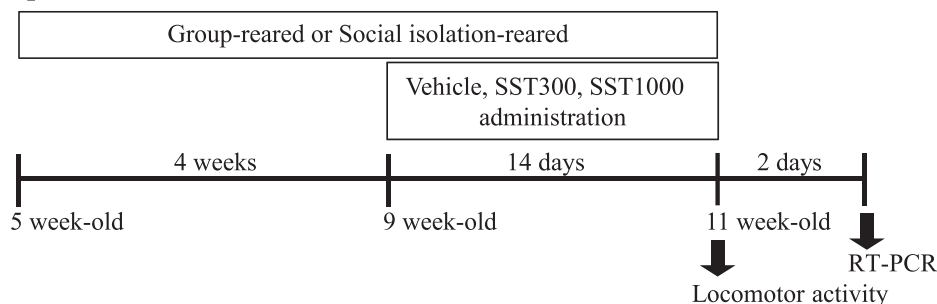 Group-reared or Social isolation-reared
Vehicle, SST300, SST1000
administration
4 weeks
14 days
2 days
5 week-old
9 week-old
11 week-old
RT-PCR
Locomotor activity